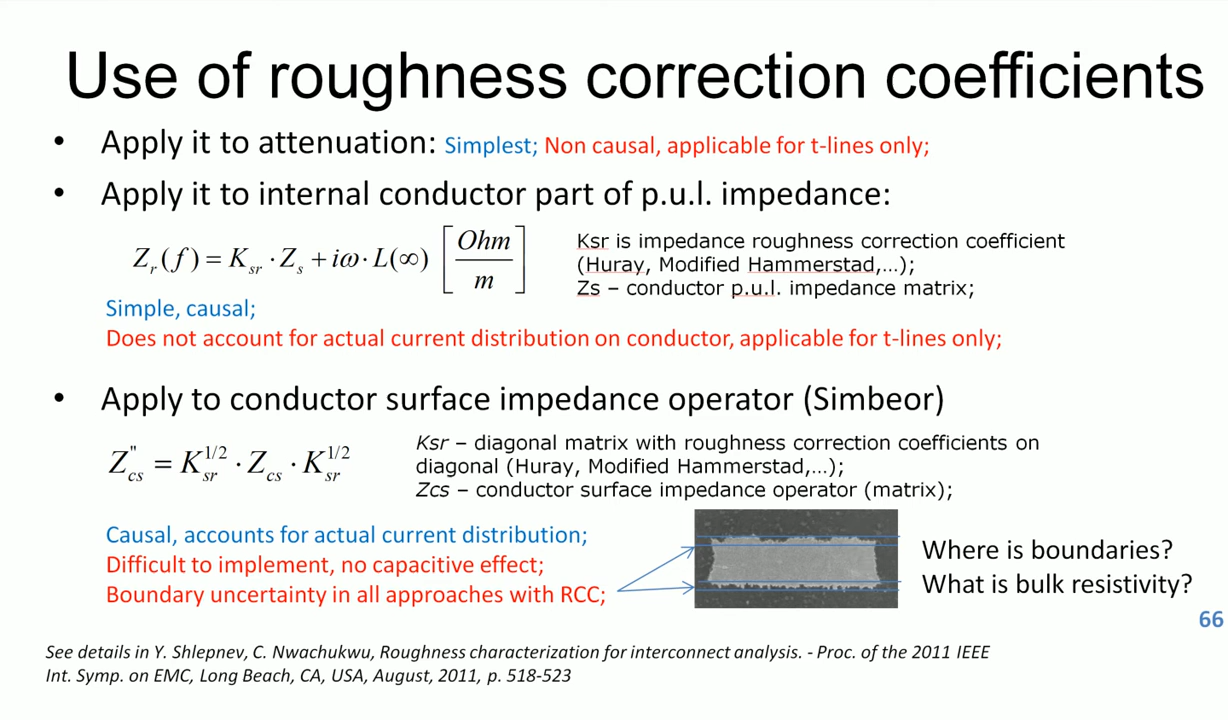 Use of roughness correction coefficients
• Apply it to attenuation: Simplest; Non causal, applicable for t-lines only;
• Apply it to internal conductor part of p.u.l. impedance:
Z_r(f) = K_sr · Z_s + iω · L(∞) [Ohm/m]
Ksr is impedance roughness correction coefficient
(Huray, Modified Hammerstad,...);
Zs – conductor p.u.l. impedance matrix;
Simple, causal;
Does not account for actual current distribution on conductor, applicable for t-lines only;
• Apply to conductor surface impedance operator (Simbeor)
Z"_cs = K_sr^1/2 · Z_cs · K_sr^1/2
Ksr – diagonal matrix with roughness correction coefficients on
diagonal (Huray, Modified Hammerstad,...);
Zcs – conductor surface impedance operator (matrix);
Causal, accounts for actual current distribution;
Difficult to implement, no capacitive effect;
Boundary uncertainty in all approaches with RCC;
Where is boundaries?
What is bulk resistivity?
66
See details in Y. Shlepnev, C. Nwachukwu, Roughness characterization for interconnect analysis. - Proc. of the 2011 IEEE
Int. Symp. on EMC, Long Beach, CA, USA, August, 2011, p. 518-523